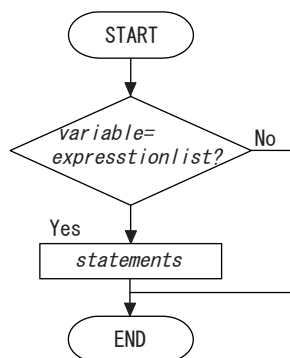 START
variable=
expresstionlist?
No
Yes
statements
END